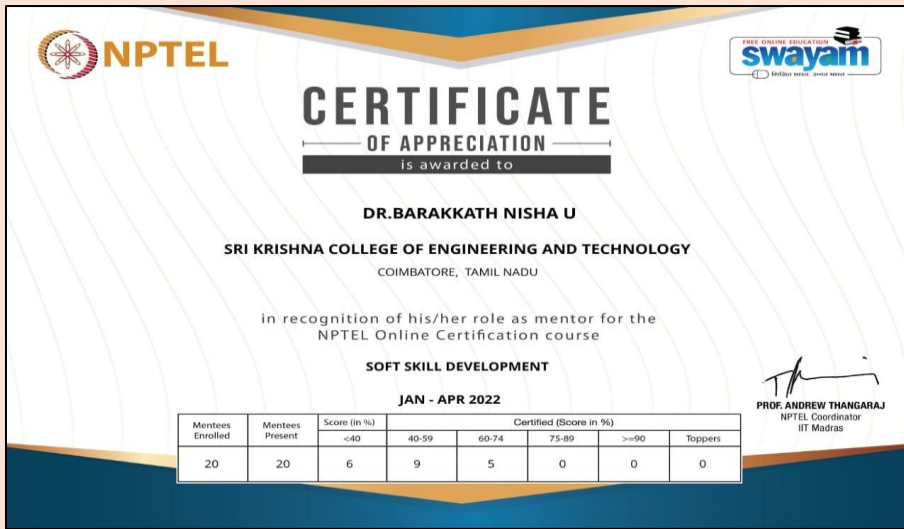 NPTEL
FREE ONLINE EDUCATION
swayam
शिक्षित भारत, उन्नत भारत
CERTIFICATE
OF APPRECIATION
is awarded to
DR.BARAKKATH NISHA U
SRI KRISHNA COLLEGE OF ENGINEERING AND TECHNOLOGY
COIMBATORE, TAMIL NADU
in recognition of his/her role as mentor for the
NPTEL Online Certification course
SOFT SKILL DEVELOPMENT
JAN - APR 2022
PROF. ANDREW THANGARAJ
NPTEL Coordinator
IIT Madras
Mentees Enrolled Mentees Present Score (in %) Certified (Score in %)
<40 40-59 60-74 75-89 >=90 Toppers
20 20 6 9 5 0 0 0